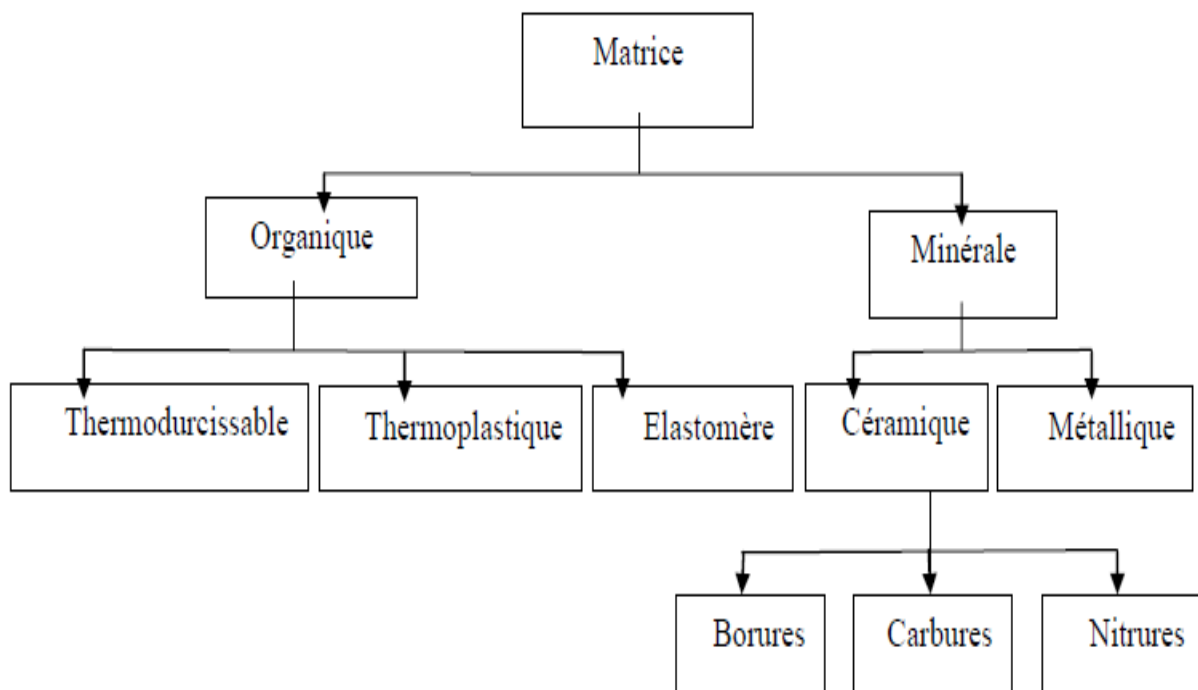 Matrice
Organique
Minérale
Thermodurcissable
Thermoplastique
Elastomère
Céramique
Métallique
Borures
Carbures
Nitrures